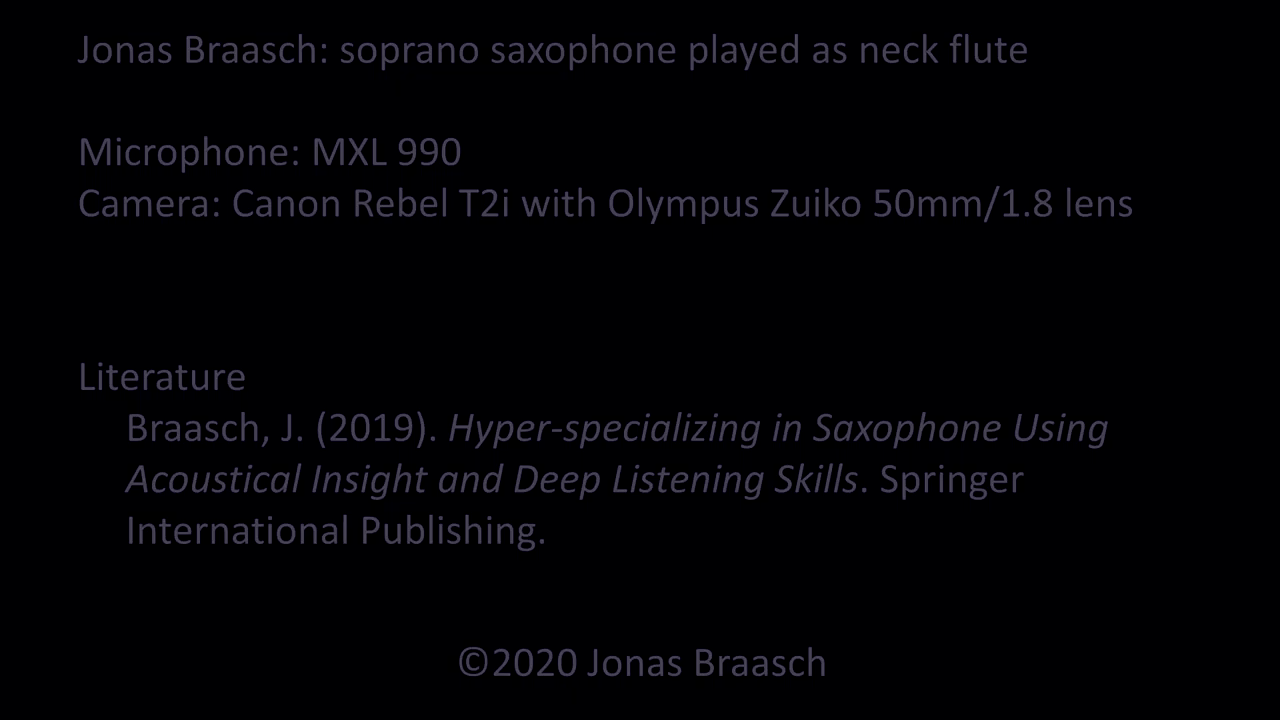 Jonas Braasch: soprano saxophone played as neck flute
Microphone: MXL 990
Camera: Canon Rebel T2i with Olympus Zuiko 50mm/1.8 lens
Literature
Braasch, J. (2019). Hyper-specializing in Saxophone Using
Acoustical Insight and Deep Listening Skills. Springer
International Publishing.
©2020 Jonas Braasch